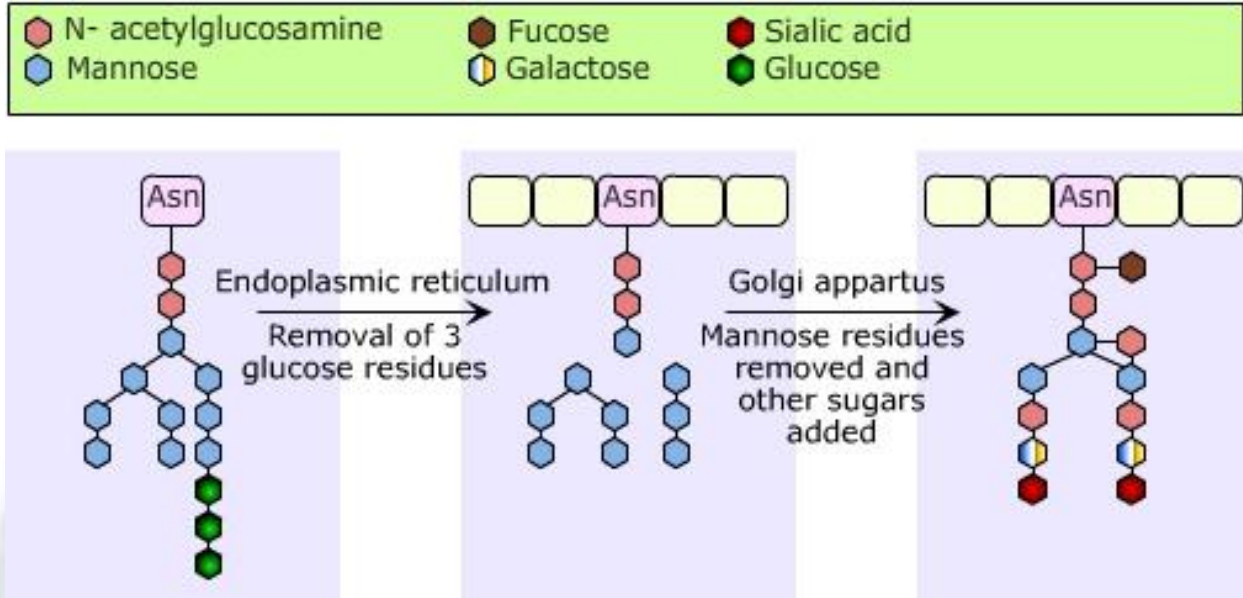 N- acetylglucosamine
Fucose
Sialic acid
Mannose
Galactose
Glucose
Asn
Asn
Asn
Endoplasmic reticulum
Removal of 3
glucose residues
Golgi appartus
Mannose residues
removed and
other sugars
added